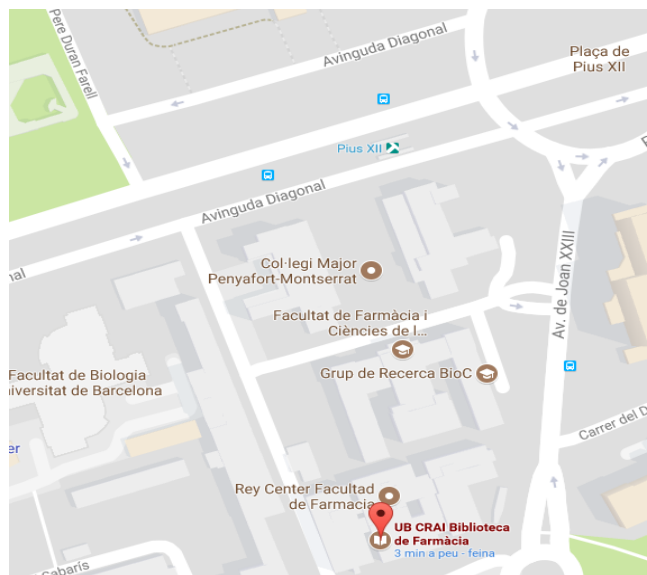 Pere Duran Farell
Avinguda Diagonal
Plaça de
Pius XII
Pius XII
Avinguda Diagonal
Col·legi Major
Penyafort-Montserrat
Av. de Joan XXIII
Facultat de Farmàcia i
Ciències de l...
Grup de Recerca BioC
Facultat de Biologia
niversitat de Barcelona
Carrer del D
Rey Center Facultad
de Farmacia
UB CRAI Biblioteca
de Farmàcia
3 min a peu - feina